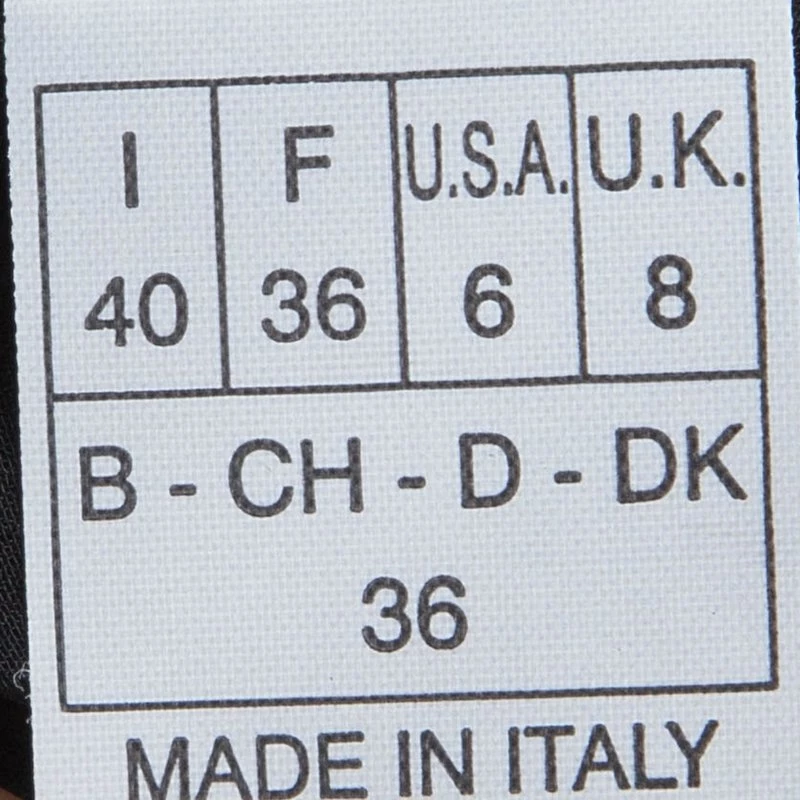 I F U.S.A. U.K.
40 36 6 8
B - CH - D - DK
36
MADE IN ITALY